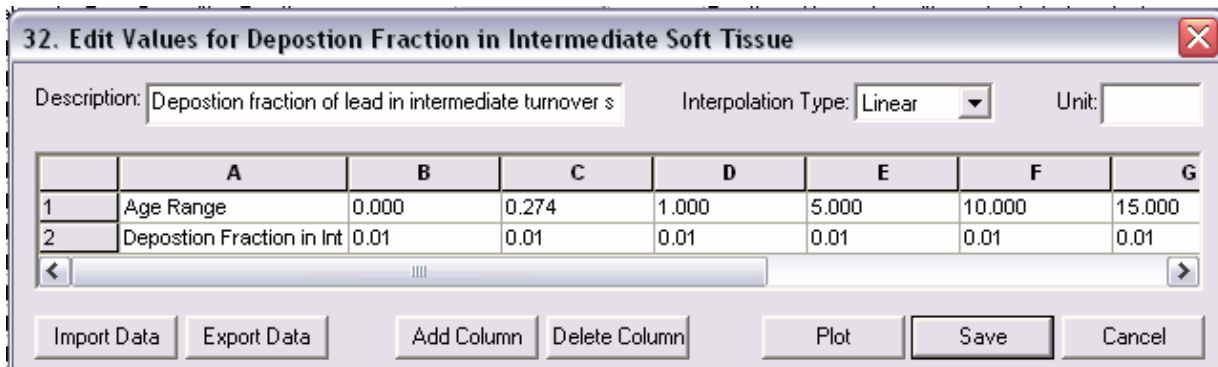 32. Edit Values for Depostion Fraction in Intermediate Soft Tissue
Description: Depostion fraction of lead in intermediate turnover s Interpolation Type: Linear Unit:
A B C D E F G
1 Age Range 0.000 0.274 1.000 5.000 10.000 15.000
2 Depostion Fraction in Int 0.01 0.01 0.01 0.01 0.01 0.01
Import Data Export Data Add Column Delete Column Plot Save Cancel